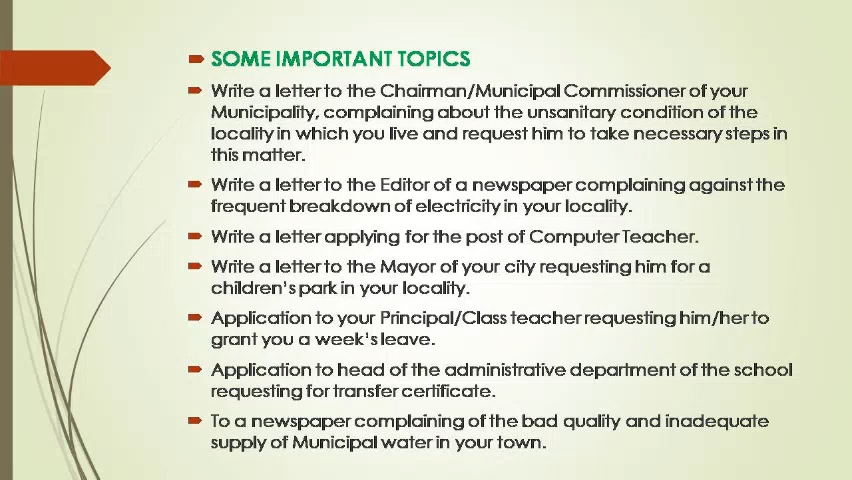 SOME IMPORTANT TOPICS
Write a letter to the Chairman/Municipal Commissioner of your
Municipality, complaining about the unsanitary condition of the
locality in which you live and request him to take necessary steps in
this matter.
Write a letter to the Editor of a newspaper complaining against the
frequent breakdown of electricity in your locality.
Write a letter applying for the post of Computer Teacher.
Write a letter to the Mayor of your city requesting him for a
children's park in your locality.
Application to your Principal/Class teacher requesting him/her to
grant you a week's leave.
Application to head of the administrative department of the school
requesting for transfer certificate.
To a newspaper complaining of the bad quality and inadequate
supply of Municipal water in your town.